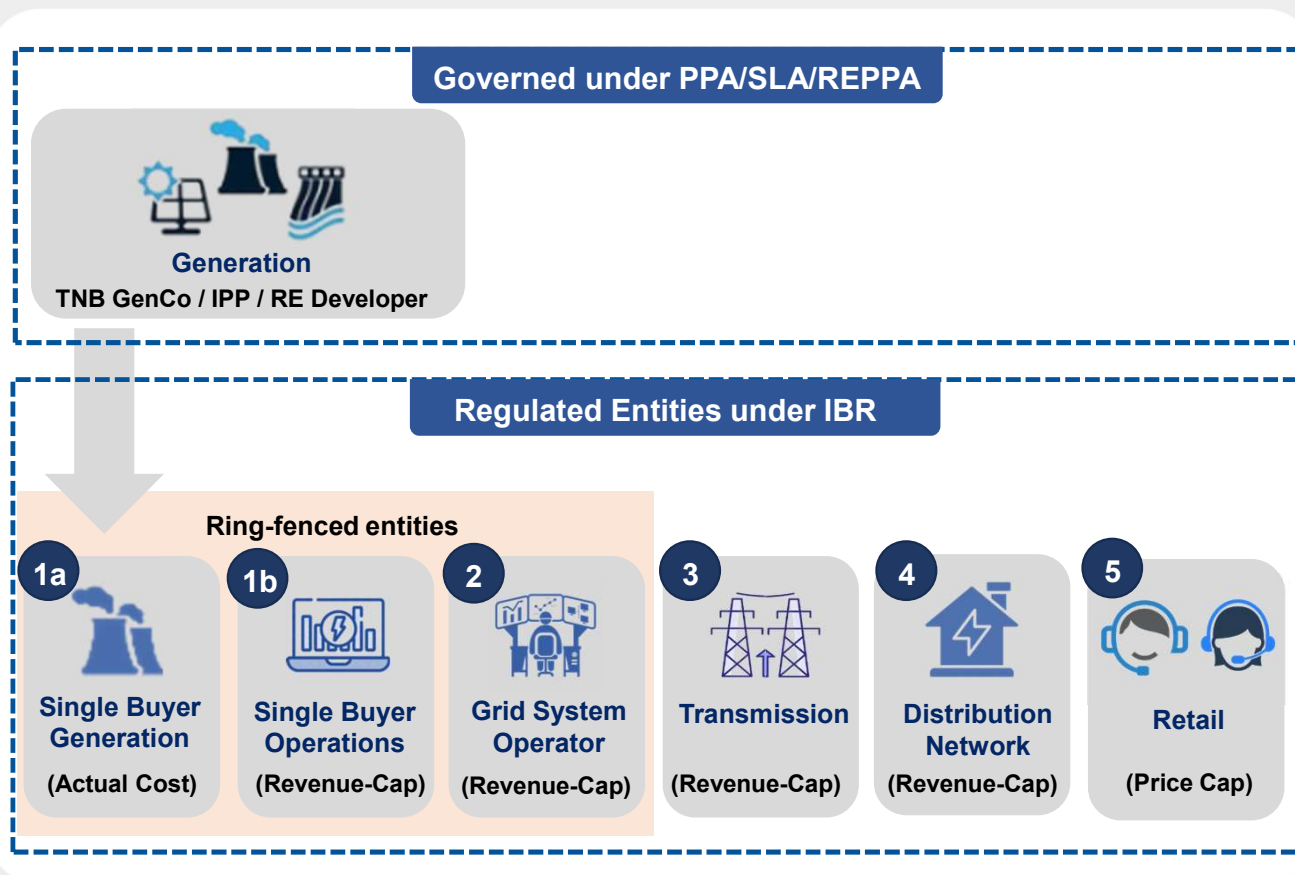 Governed under PPA/SLA/REPPA
Generation
TNB GenCo / IPP / RE Developer
Regulated Entities under IBR
Ring-fenced entities
1a
Single Buyer
Generation
(Actual Cost)
1b
Single Buyer
Operations
(Revenue-Cap)
2
Grid System
Operator
(Revenue-Cap)
3
Transmission
(Revenue-Cap)
4
Distribution
Network
(Revenue-Cap)
5
Retail
(Price Cap)